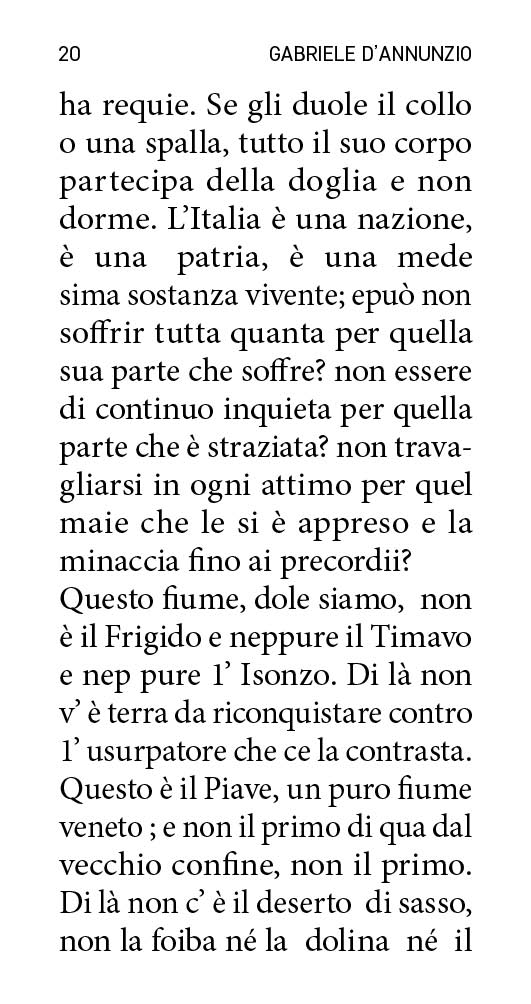 20 GABRIELE D’ANNUNZIO
ha requie. Se gli duole il collo
o una spalla, tutto il suo corpo
partecipa della doglia e non
dorme. L’Italia è una nazione,
è una patria, è una mede
sima sostanza vivente; epuò non
soffrir tutta quanta per quella
sua parte che soffre? non essere
di continuo inquieta per quella
parte che è straziata? non trava-
gliarsi in ogni attimo per quel
maie che le si è appreso e la
minaccia fino ai precordii?
Questo fiume, dole siamo, non
è il Frigido e neppure il Timavo
e nep pure 1’ Isonzo. Di là non
v’ è terra da riconquistare contro
1’ usurpatore che ce la contrasta.
Questo è il Piave, un puro fiume
veneto ; e non il primo di qua dal
vecchio confine, non il primo.
Di là non c’ è il deserto di sasso,
non la foiba né la dolina né il